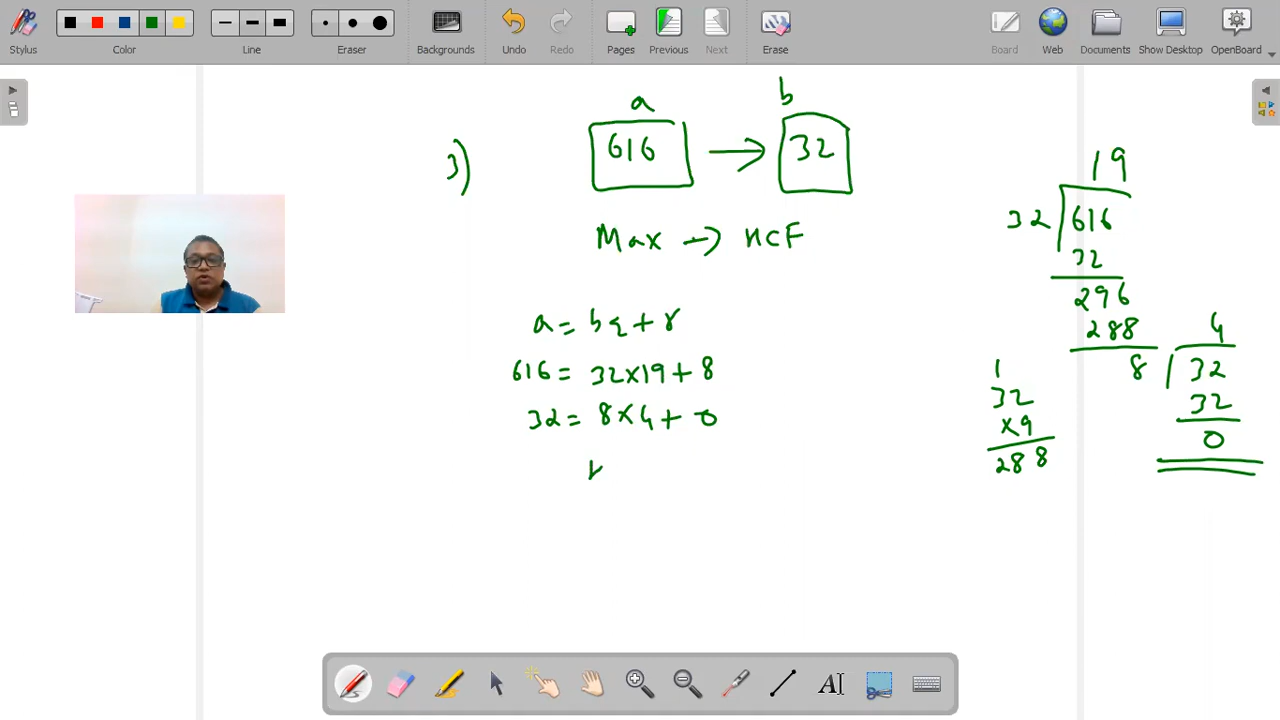 Stylus
Color
Line
Eraser
Backgrounds
Undo
Redo
Pages
Previous
Next
Erase
Board
Web
Documents
Show Desktop
OpenBoard
a
b
3)
616 → 32
Max → HCF
a = bq + r
616 = 32×19 + 8
32 = 8×4 + 0
19
32 616
32
296
288
8 32
4
32
0
1
32
×9
288